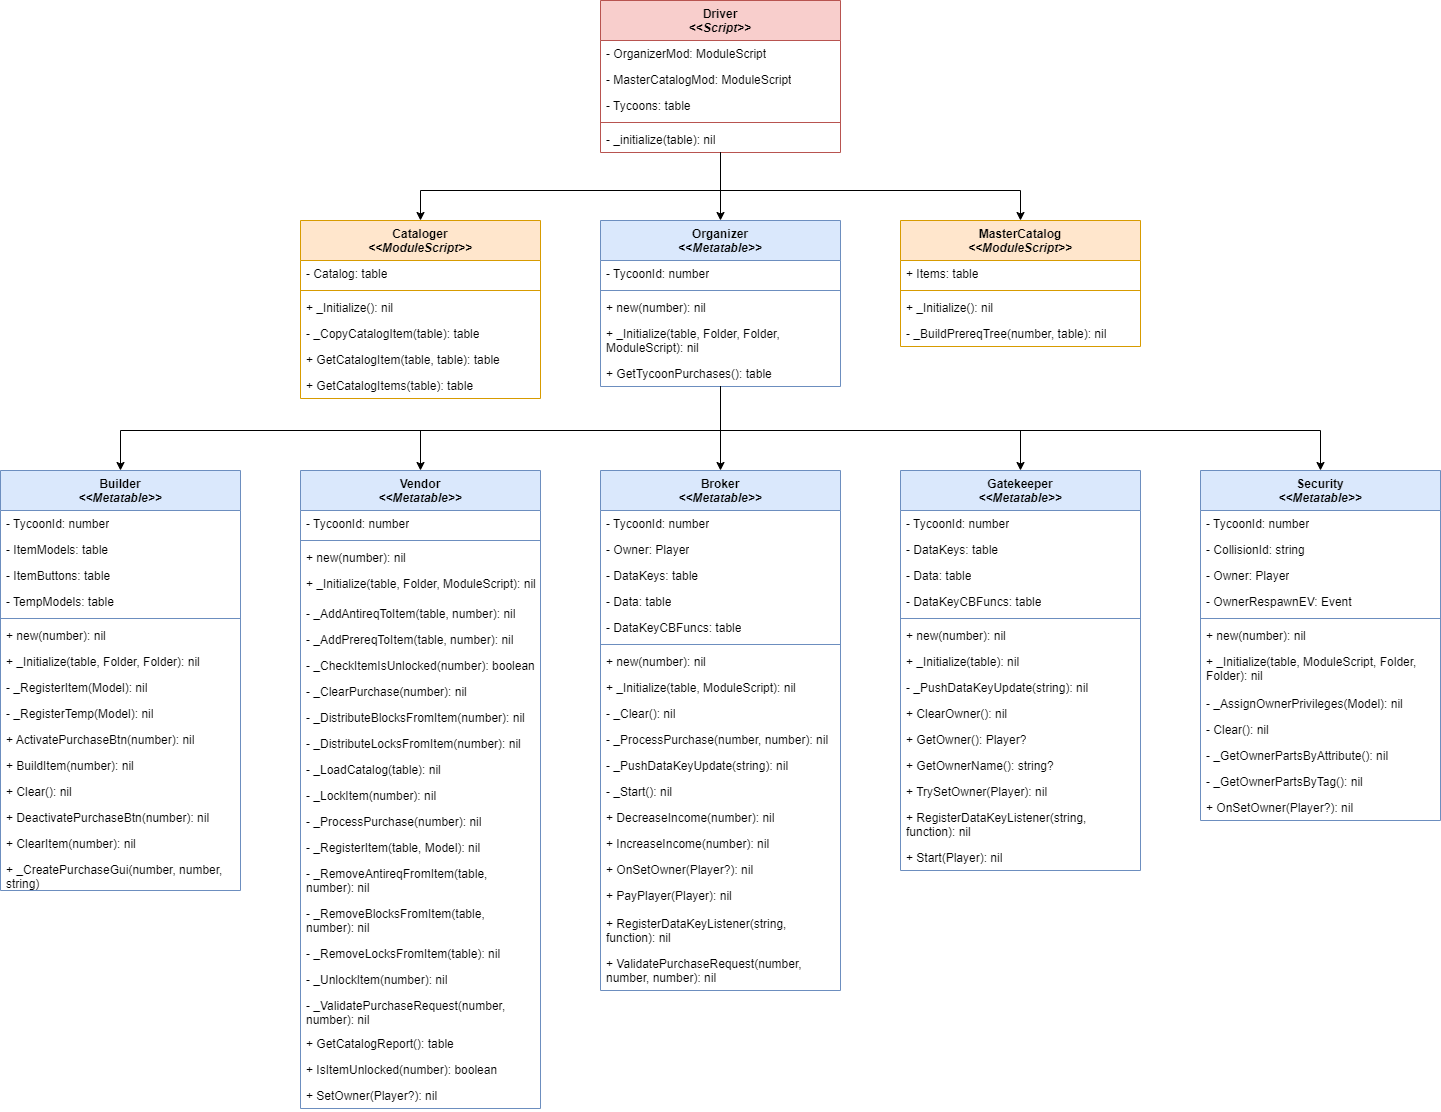 Driver
<<Script>>
- OrganizerMod: ModuleScript
- MasterCatalogMod: ModuleScript
- Tycoons: table
- _initialize(table): nil
Cataloger
<<ModuleScript>>
- Catalog: table
+ _Initialize(): nil
- _CopyCatalogItem(table): table
+ GetCatalogItem(table, table): table
+ GetCatalogItems(table): table
Organizer
<<Metatable>>
- TycoonId: number
+ new(number): nil
+ _Initialize(table, Folder, Folder,
ModuleScript): nil
+ GetTycoonPurchases(): table
MasterCatalog
<<ModuleScript>>
+ Items: table
+ _Initialize(): nil
- _BuildPrereqTree(number, table): nil
Builder
<<Metatable>>
- TycoonId: number
- ItemModels: table
- ItemButtons: table
- TempModels: table
+ new(number): nil
+ _Initialize(table, Folder, Folder): nil
- _RegisterItem(Model): nil
- _RegisterTemp(Model): nil
+ ActivatePurchaseBtn(number): nil
+ BuildItem(number): nil
+ Clear(): nil
+ DeactivatePurchaseBtn(number): nil
+ ClearItem(number): nil
+ _CreatePurchaseGui(number, number,
string)
Vendor
<<Metatable>>
- TycoonId: number
+ new(number): nil
+ _Initialize(table, Folder, ModuleScript): nil
- _AddAntireqToItem(table, number): nil
- _AddPrereqToItem(table, number): nil
- _CheckItemIsUnlocked(number): boolean
- _ClearPurchase(number): nil
- _DistributeBlocksFromItem(number): nil
- _DistributeLocksFromItem(number): nil
- _LoadCatalog(table): nil
- _LockItem(number): nil
- _ProcessPurchase(number): nil
- _RegisterItem(table, Model): nil
- _RemoveAntireqFromItem(table,
number): nil
- _RemoveBlocksFromItem(table,
number): nil
- _RemoveLocksFromItem(table): nil
- _UnlockItem(number): nil
- _ValidatePurchaseRequest(number,
number): nil
+ GetCatalogReport(): table
+ IsItemUnlocked(number): boolean
+ SetOwner(Player?): nil
Broker
<<Metatable>>
- TycoonId: number
- Owner: Player
- DataKeys: table
- Data: table
- DataKeyCBFuncs: table
+ new(number): nil
+ _Initialize(table, ModuleScript): nil
- _Clear(): nil
- _ProcessPurchase(number, number): nil
- _PushDataKeyUpdate(string): nil
- _Start(): nil
+ DecreaseIncome(number): nil
+ IncreaseIncome(number): nil
+ OnSetOwner(Player?): nil
+ PayPlayer(Player): nil
+ RegisterDataKeyListener(string,
function): nil
+ ValidatePurchaseRequest(number,
number, number): nil
Gatekeeper
<<Metatable>>
- TycoonId: number
- DataKeys: table
- Data: table
- DataKeyCBFuncs: table
+ new(number): nil
+ _Initialize(table): nil
- _PushDataKeyUpdate(string): nil
+ ClearOwner(): nil
+ GetOwner(): Player?
+ GetOwnerName(): string?
+ TrySetOwner(Player): nil
+ RegisterDataKeyListener(string,
function): nil
+ Start(Player): nil
Security
<<Metatable>>
- TycoonId: number
- CollisionId: string
- Owner: Player
- OwnerRespawnEV: Event
+ new(number): nil
+ _Initialize(table, ModuleScript, Folder,
Folder): nil
- _AssignOwnerPrivileges(Model): nil
- Clear(): nil
- _GetOwnerPartsByAttribute(): nil
- _GetOwnerPartsByTag(): nil
+ OnSetOwner(Player?): nil